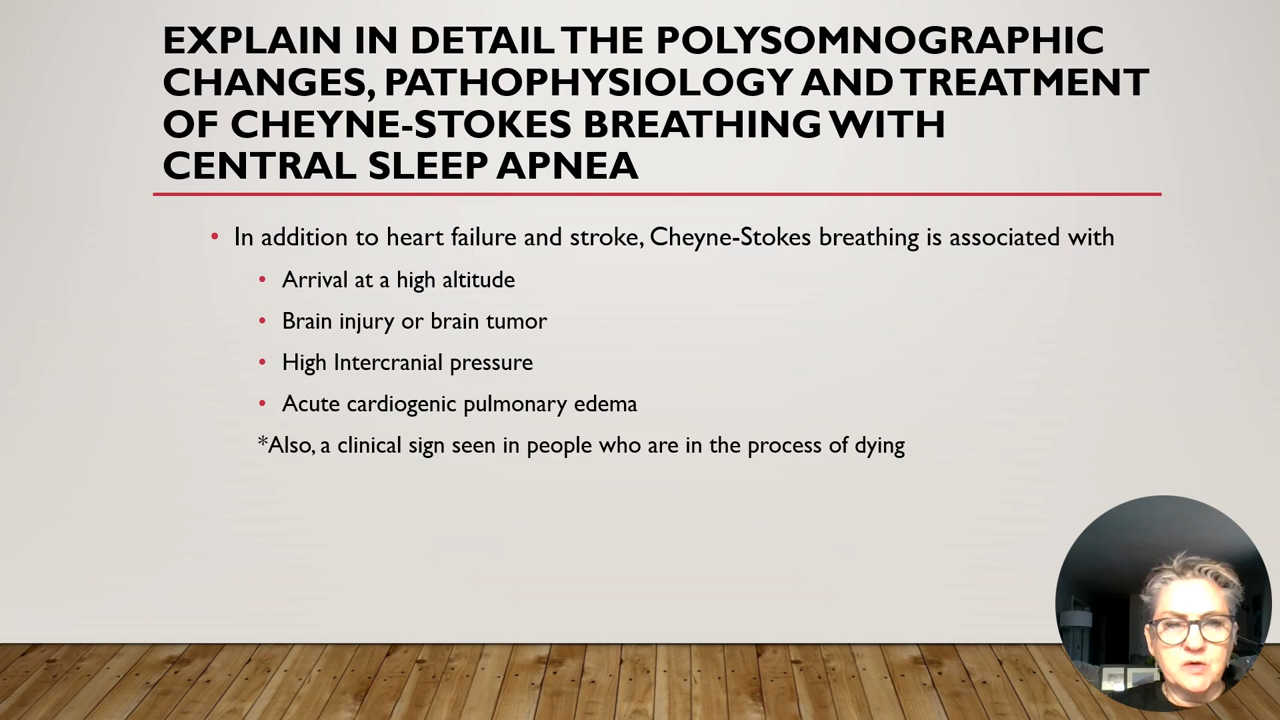 EXPLAIN IN DETAIL THE POLYSOMNOGRAPHIC
CHANGES, PATHOPHYSIOLOGY AND TREATMENT
OF CHEYNE-STOKES BREATHING WITH
CENTRAL SLEEP APNEA
• In addition to heart failure and stroke, Cheyne-Stokes breathing is associated with
• Arrival at a high altitude
• Brain injury or brain tumor
• High Intercranial pressure
• Acute cardiogenic pulmonary edema
*Also, a clinical sign seen in people who are in the process of dying